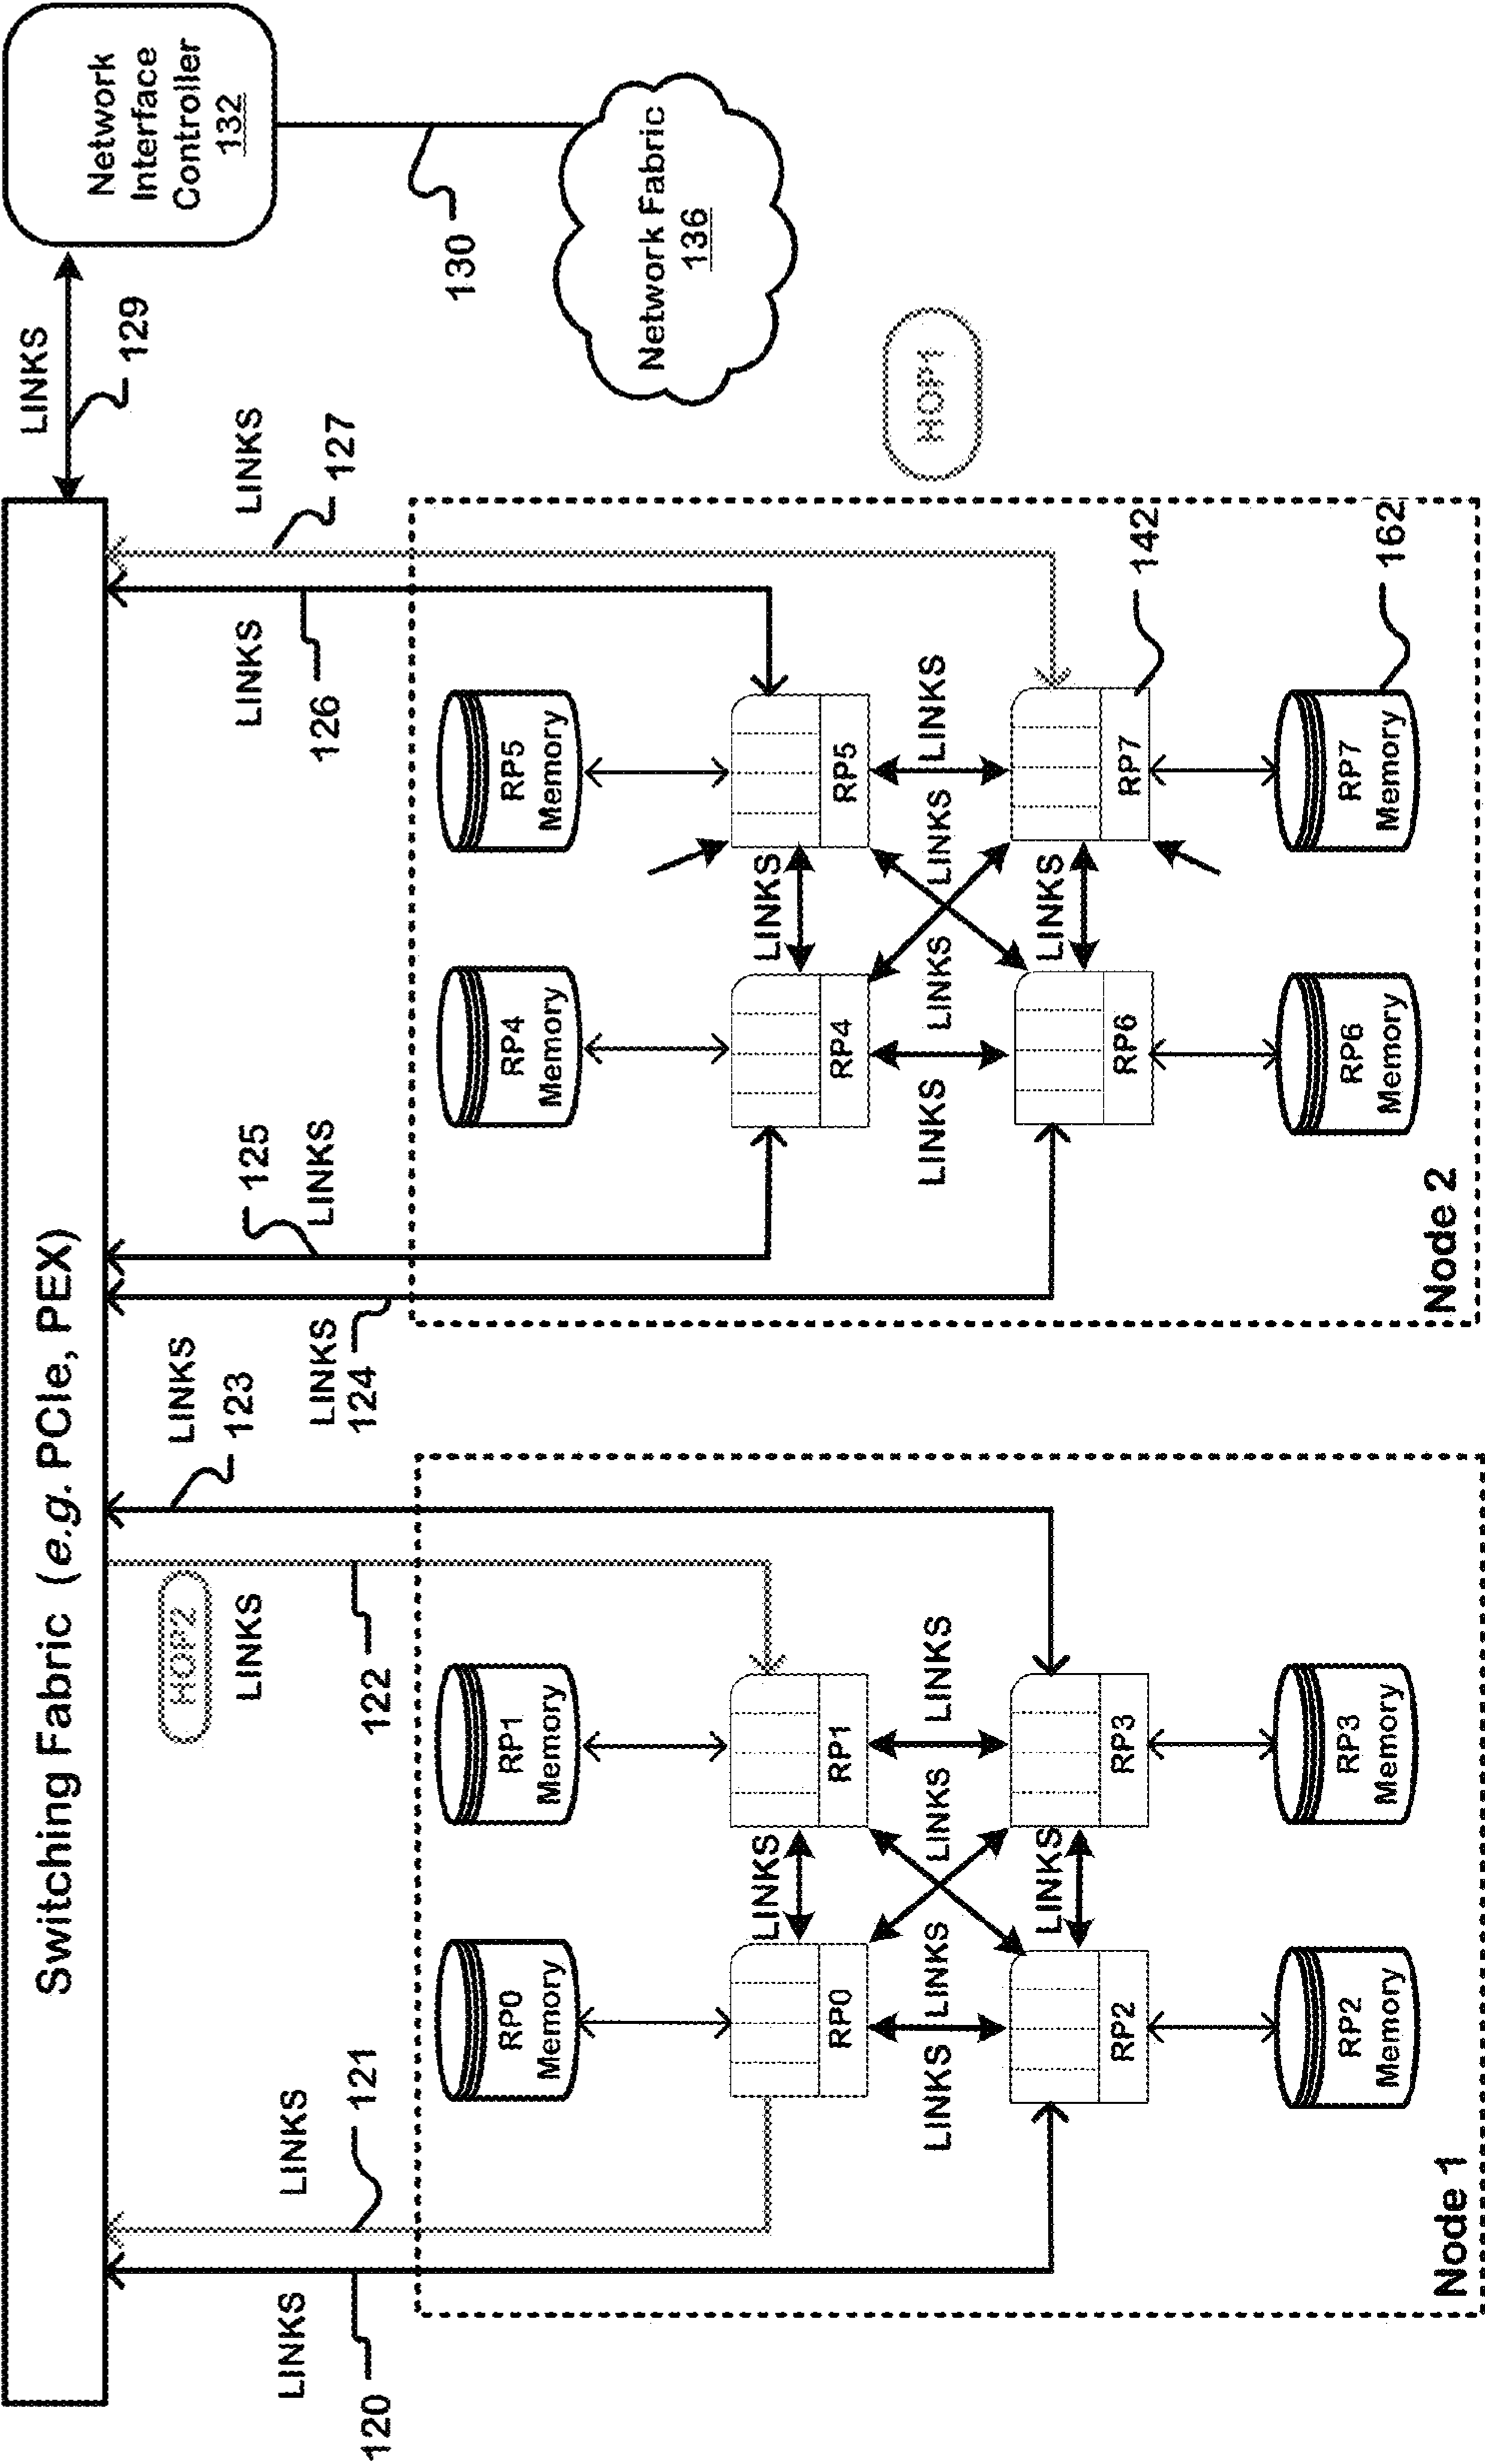 Switching Fabric (e.g. PCIe, PEX)
LINKS
129
Network
Interface
Controller
132
130
Network Fabric
136
HOP2
HOP1
LINKS
120
LINKS
121
LINKS
122
LINKS
123
LINKS
124
LINKS
125
LINKS
126
LINKS
127
RP0
Memory
RP1
Memory
RP0
LINKS
RP1
LINKS
LINKS
LINKS
LINKS
RP2
LINKS
RP3
RP2
Memory
RP3
Memory
Node 1
RP4
Memory
RP5
Memory
RP4
LINKS
RP5
LINKS
LINKS
LINKS
LINKS
RP6
LINKS
RP7
142
RP6
Memory
RP7
Memory
162
Node 2